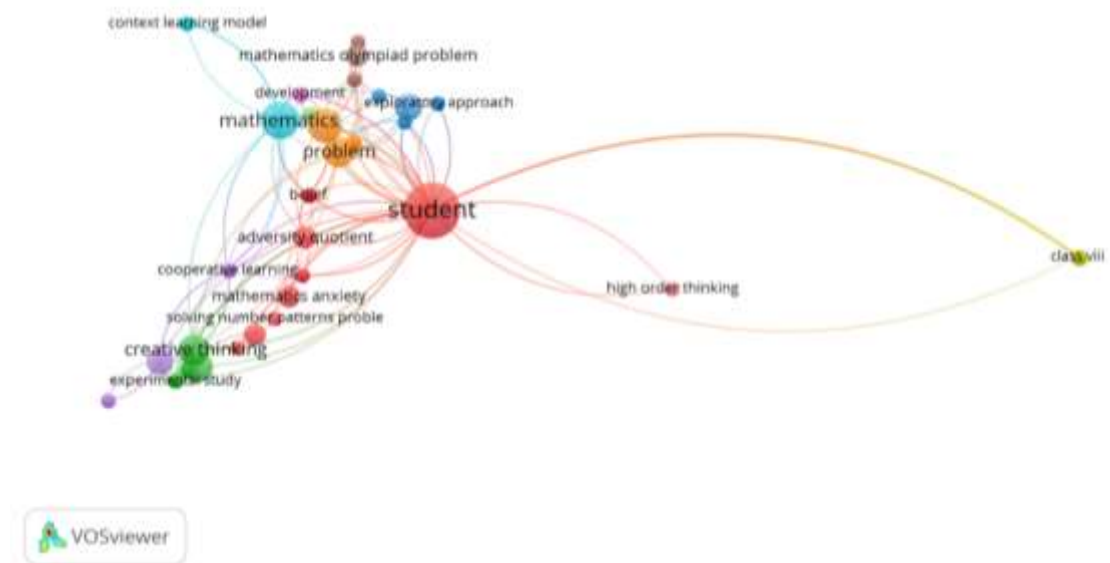 context learning model
mathematics olympiad problem
development
exploratory approach
mathematics
problem
belief
student
adversity quotient
class viii
cooperative learning
high order thinking
mathematics anxiety
solving number patterns proble
creative thinking
experimental study
VOSviewer